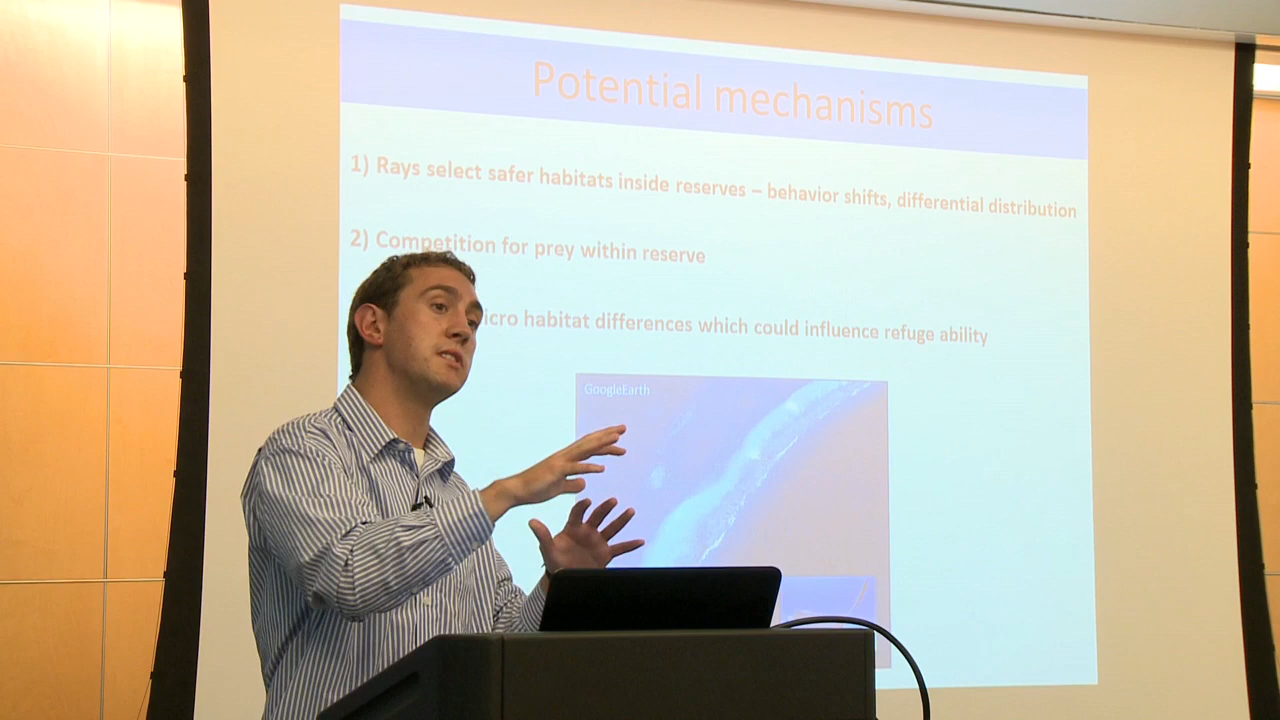 Potential mechanisms
1) Rays select safer habitats inside reserves – behavior shifts, differential distribution
2) Competition for prey within reserve
habitat differences which could influence refuge ability
GoogleEarth